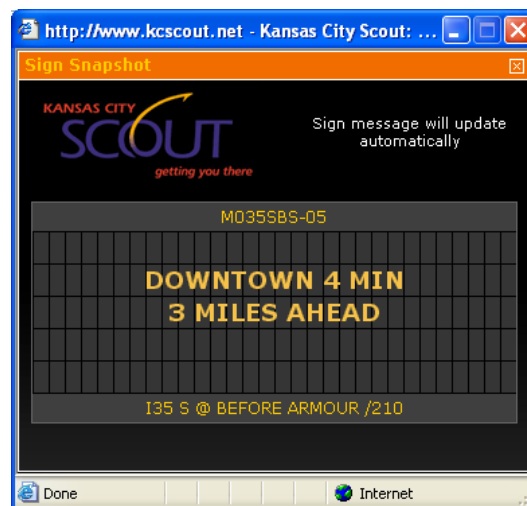 http://www.kcscout.net - Kansas City Scout: ...
Sign Snapshot
KANSAS CITY
SCOUT
getting you there
Sign message will update
automatically
M035SBS-05
DOWNTOWN 4 MIN
3 MILES AHEAD
I35 S @ BEFORE ARMOUR /210
Done
Internet